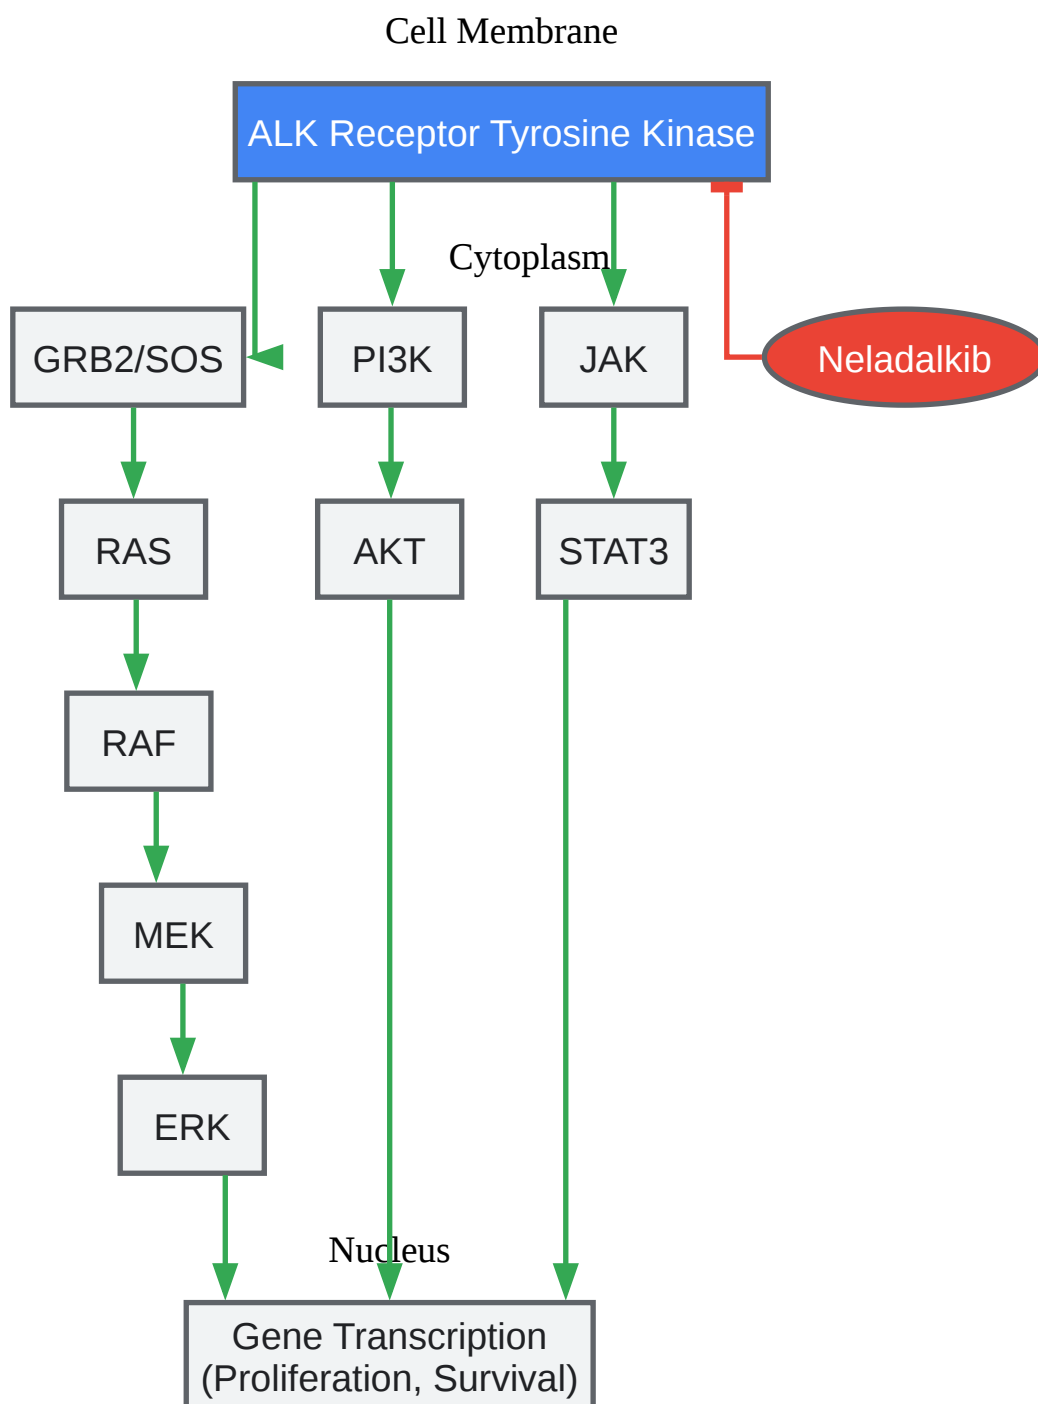 Cell Membrane
ALK Receptor Tyrosine Kinase
Cytoplasm
GRB2/SOS
PI3K
JAK
Neladalkib
RAS
AKT
STAT3
RAF
MEK
ERK
Nucleus
Gene Transcription
(Proliferation, Survival)